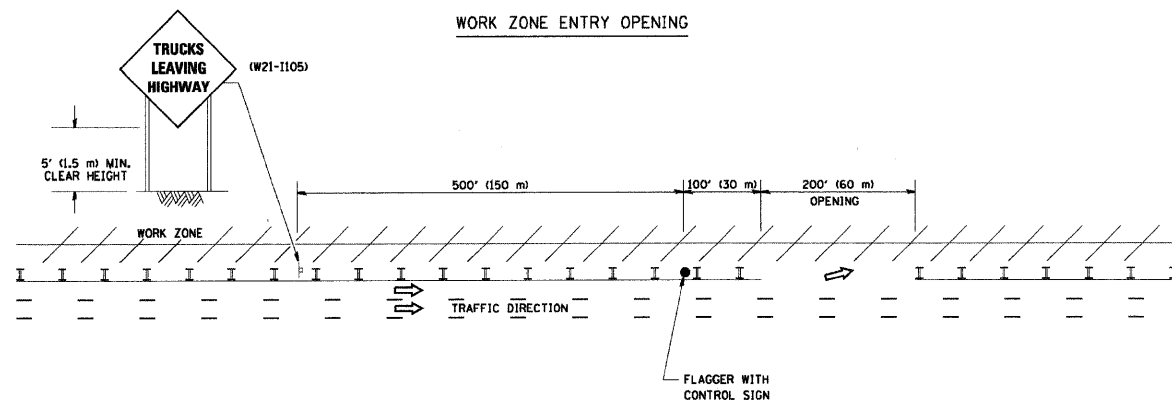 WORK ZONE ENTRY OPENING
TRUCKS
LEAVING
HIGHWAY
(W21-I105)
5' (1.5 m) MIN.
CLEAR HEIGHT
500' (150 m)
100' (30 m)
200' (60 m)
OPENING
WORK ZONE
TRAFFIC DIRECTION
FLAGGER WITH
CONTROL SIGN